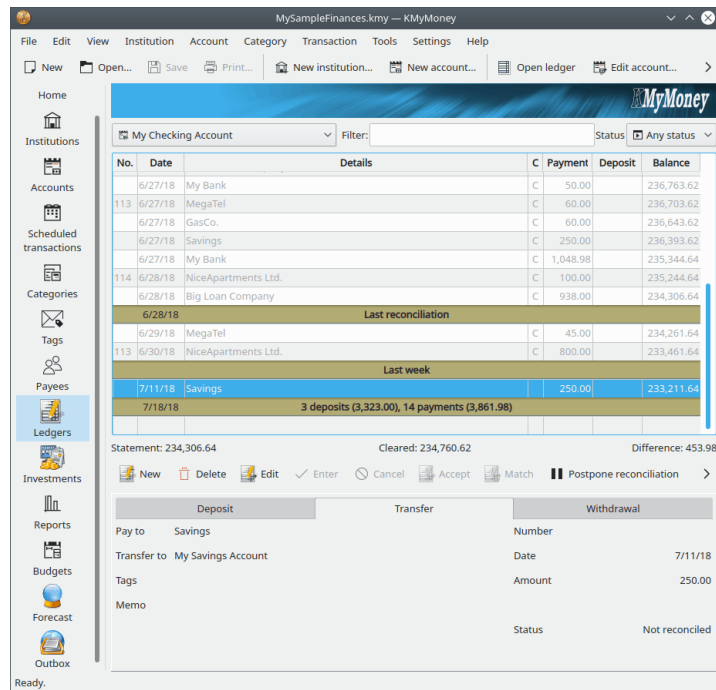 MySampleFinances.kmy — KMyMoney
File Edit View Institution Account Category Transaction Tools Settings Help
New Open... Save Print... New institution... New account... Open ledger Edit account...
Home
Institutions
Accounts
Scheduled
transactions
Categories
Tags
Payees
Ledgers
Investments
Reports
Budgets
Forecast
Outbox
KMyMoney
My Checking Account Filter: Status Any status
No. Date Details C Payment Deposit Balance
6/27/18 My Bank C 50.00 236,763.62
113 6/27/18 MegaTel C 60.00 236,703.62
6/27/18 GasCo. C 60.00 236,643.62
6/27/18 Savings C 250.00 236,393.62
6/27/18 My Bank C 1,048.98 235,344.64
114 6/28/18 NiceApartments Ltd. C 100.00 235,244.64
6/28/18 Big Loan Company C 938.00 234,306.64
6/28/18 Last reconciliation
6/29/18 MegaTel C 45.00 234,261.64
113 6/30/18 NiceApartments Ltd. C 800.00 233,461.64
Last week
7/11/18 Savings 250.00 233,211.64
7/18/18 3 deposits (3,323.00), 14 payments (3,861.98)
Statement: 234,306.64 Cleared: 234,760.62 Difference: 453.98
New Delete Edit Enter Cancel Accept Match Postpone reconciliation
Deposit Transfer Withdrawal
Pay to Savings Number
Transfer to My Savings Account Date 7/11/18
Tags Amount 250.00
Memo
Status Not reconciled
Ready.